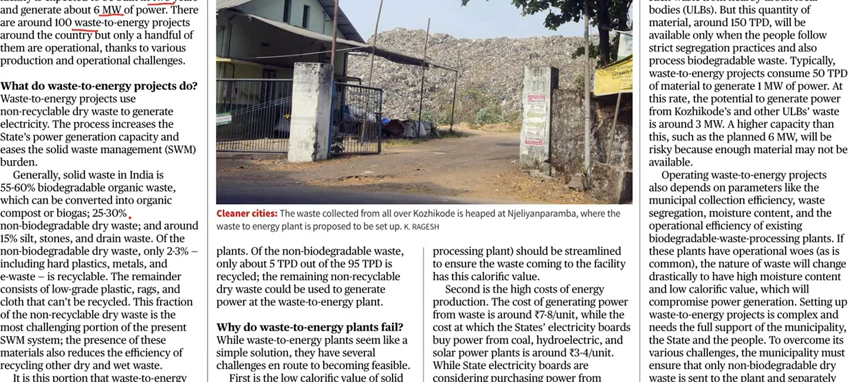 and generate about 6 MW of power. There
are around 100 waste-to-energy projects
around the country but only a handful of
them are operational, thanks to various
production and operational challenges.
What do waste-to-energy projects do?
Waste-to-energy projects use
non-recyclable dry waste to generate
electricity. The process increases the
State's power generation capacity and
eases the solid waste management (SWM)
burden.
Generally, solid waste in India is
55-60% biodegradable organic waste,
which can be converted into organic
compost or biogas; 25-30%
non-biodegradable dry waste; and around
15% silt, stones, and drain waste. Of the
non-biodegradable dry waste, only 2-3% –
including hard plastics, metals, and
e-waste – is recyclable. The remainder
consists of low-grade plastic, rags, and
cloth that can't be recycled. This fraction
of the non-recyclable dry waste is the
most challenging portion of the present
SWM system; the presence of these
materials also reduces the efficiency of
recycling other dry and wet waste.
It is this portion that waste-to-energy
Cleaner cities: The waste collected from all over Kozhikode is heaped at Njeliyanparamba, where the
waste to energy plant is proposed to be set up. K. RAGESH
plants. Of the non-biodegradable waste,
only about 5 TPD out of the 95 TPD is
recycled; the remaining non-recyclable
dry waste could be used to generate
power at the waste-to-energy plant.
Why do waste-to-energy plants fail?
While waste-to-energy plants seem like a
simple solution, they have several
challenges en route to becoming feasible.
First is the low calorific value of solid
processing plant) should be streamlined
to ensure the waste coming to the facility
has this calorific value.
Second is the high costs of energy
production. The cost of generating power
from waste is around ₹7-8/unit, while the
cost at which the States' electricity boards
buy power from coal, hydroelectric, and
solar power plants is around ₹3-4/unit.
While State electricity boards are
considering purchasing power from
bodies (ULBs). But this quantity of
material, around 150 TPD, will be
available only when the people follow
strict segregation practices and also
process biodegradable waste. Typically,
waste-to-energy projects consume 50 TPD
of material to generate 1 MW of power. At
this rate, the potential to generate power
from Kozhikode's and other ULBs' waste
is around 3 MW. A higher capacity than
this, such as the planned 6 MW, will be
risky because enough material may not be
available.
Operating waste-to-energy projects
also depends on parameters like the
municipal collection efficiency, waste
segregation, moisture content, and the
operational efficiency of existing
biodegradable-waste-processing plants. If
these plants have operational woes (as is
common), the nature of waste will change
drastically to have high moisture content
and low calorific value, which will
compromise power generation. Setting up
waste-to-energy projects is complex and
needs the full support of the municipality,
the State and the people. To overcome its
various challenges, the municipality must
ensure that only non-biodegradable dry
waste is sent to the plant and separately